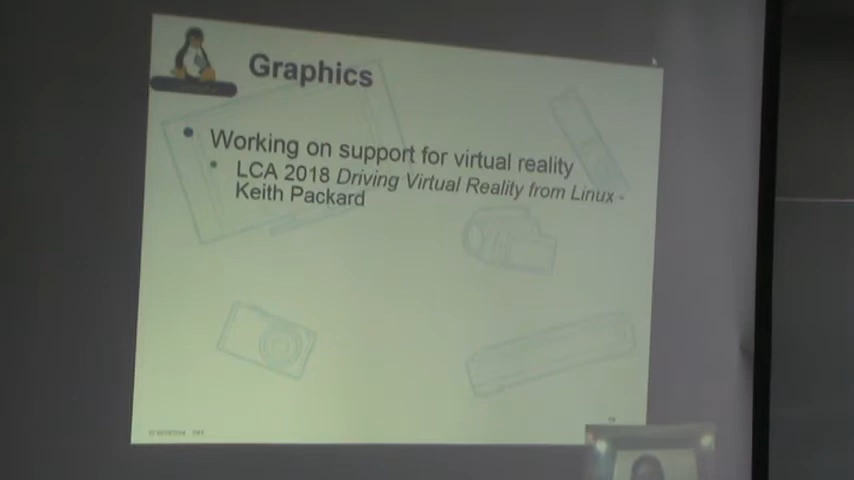 Graphics
Working on support for virtual reality
LCA 2018 Driving Virtual Reality from Linux -
Keith Packard